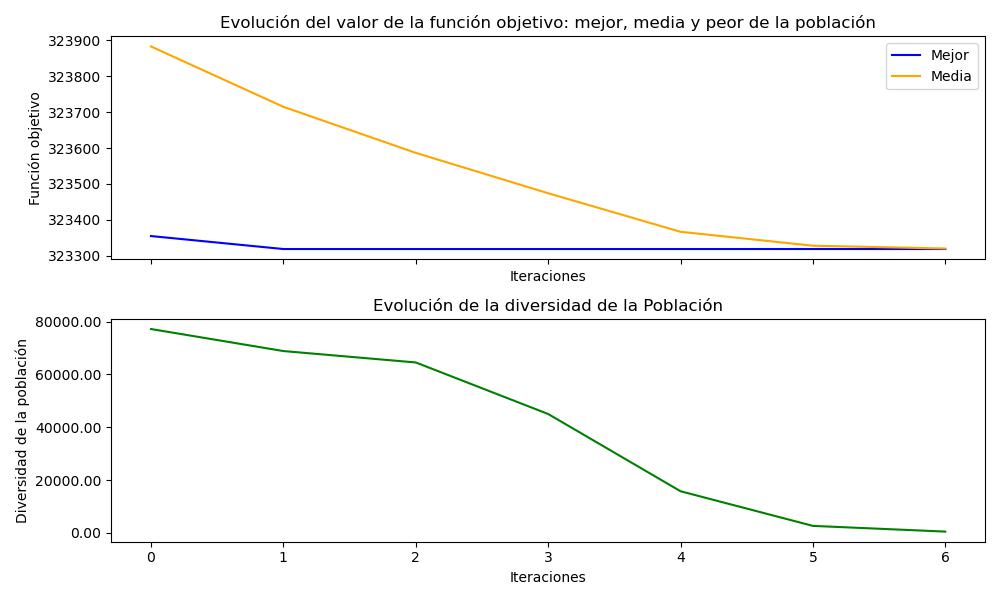 Evolución del valor de la función objetivo: mejor, media y peor de la población
323900
323800
323700
323600
323500
323400
323300
Función objetivo
Mejor
Media
Iteraciones
Evolución de la diversidad de la Población
80000.00
60000.00
40000.00
20000.00
0.00
Diversidad de la población
0 1 2 3 4 5 6
Iteraciones